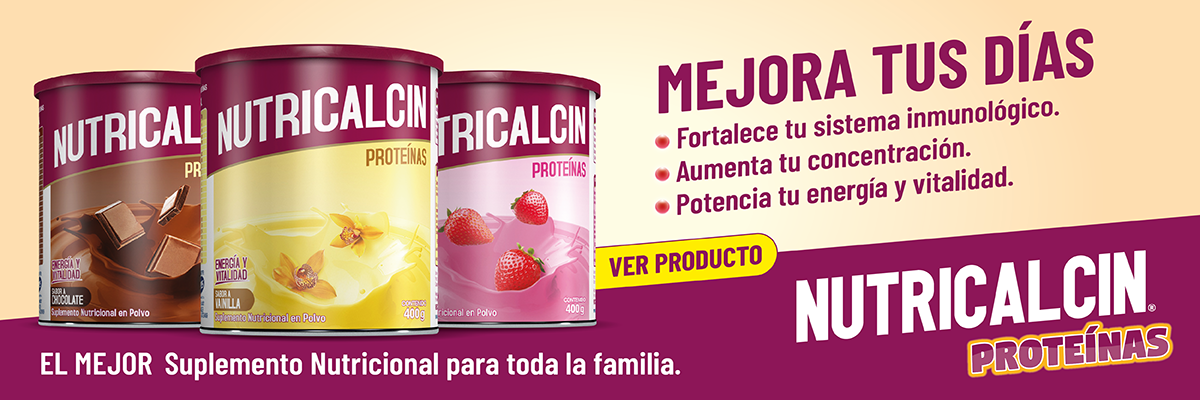 NUTRICAL
PR
ENERGÍA Y
VITALIDAD
SABOR A
CHOCOLATE
Suplemento Nutricional en Polvo
NUTRICALCIN
PROTEÍNAS
ENERGÍA Y
VITALIDAD
SABOR A
VAINILLA
Suplemento Nutricional en Polvo
CONTENIDO
400g
TRICALCIN
PROTEÍNAS
CONTENIDO
400g
ricional en Polvo
MEJORA TUS DÍAS
• Fortalece tu sistema inmunológico.
• Aumenta tu concentración.
• Potencia tu energía y vitalidad.
VER PRODUCTO
NUTRICALCIN®
PROTEÍNAS
EL MEJOR Suplemento Nutricional para toda la familia.